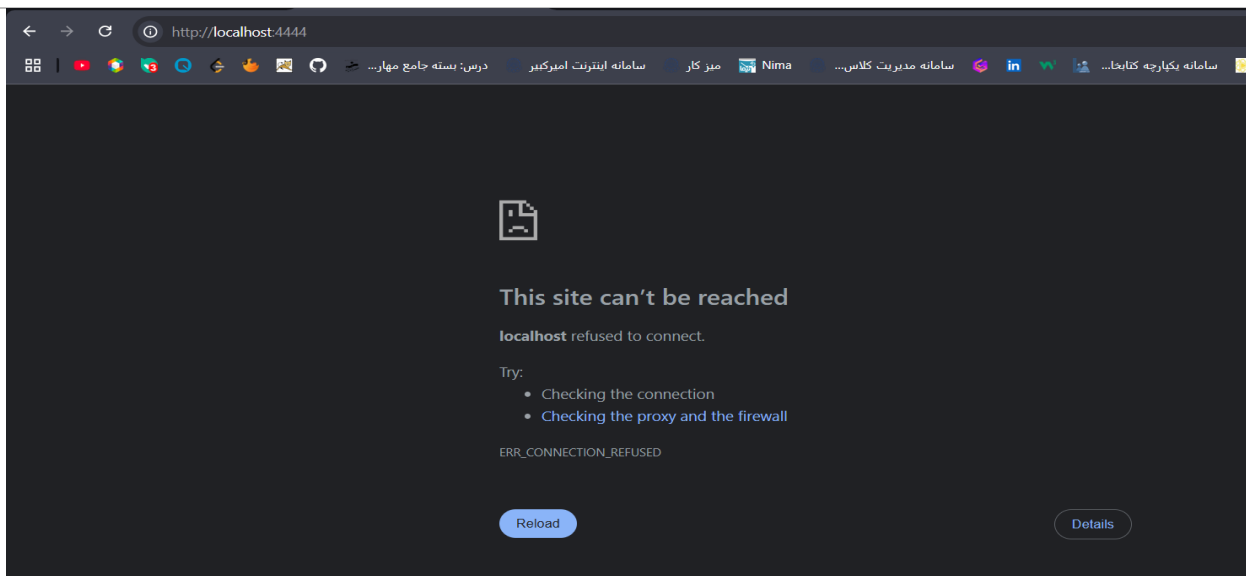 http://localhost:4444
درس: بسته جامع مهار... سامانه اینترنت امیرکبیر میز کار Nima سامانه مدیریت کلاس... in سامانه یکپارچه کتابخا...
This site can't be reached
localhost refused to connect.
Try:
• Checking the connection
• Checking the proxy and the firewall
ERR_CONNECTION_REFUSED
Reload Details